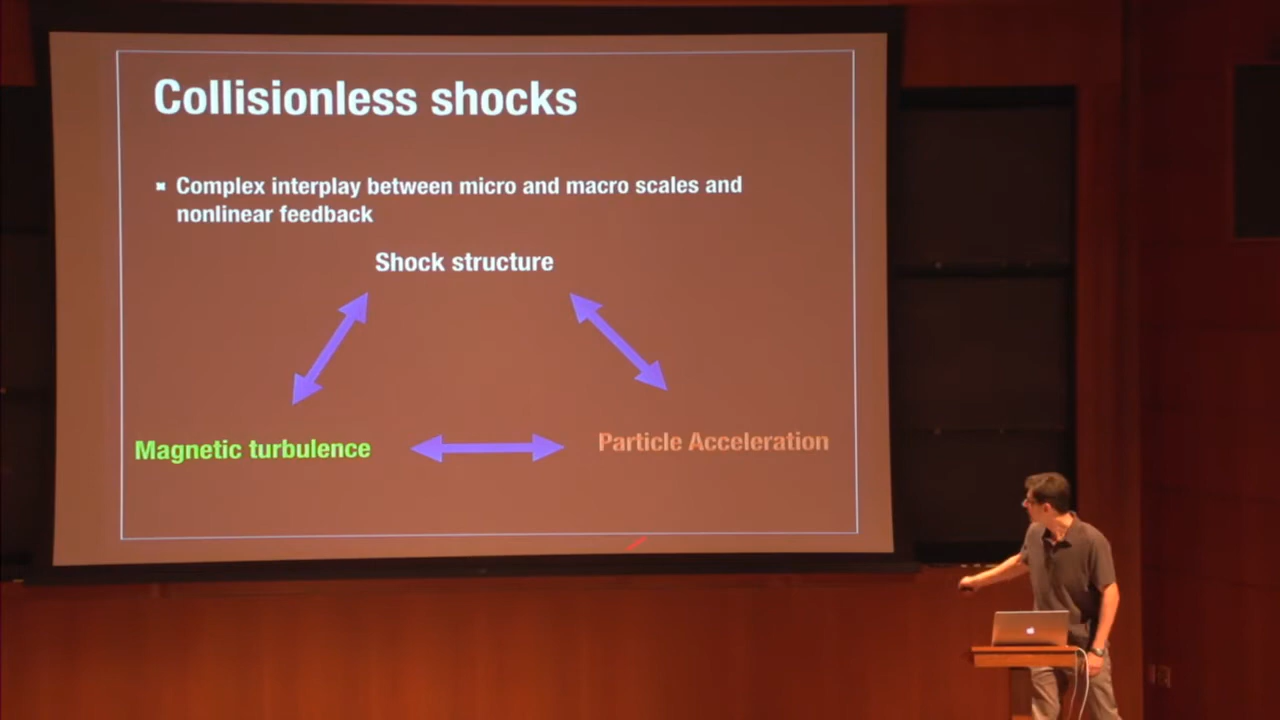 Collisionless shocks
Complex interplay between micro and macro scales and
nonlinear feedback
Shock structure
Magnetic turbulence
Particle Acceleration